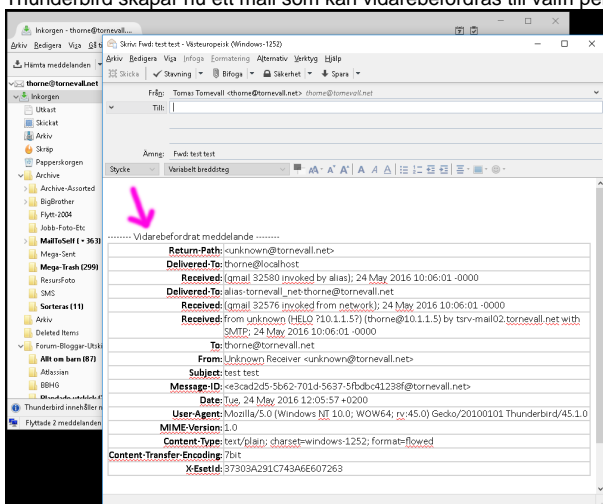 Thunderbird skapar nu ett mail som kan vidarebefordras till valfri pe
Inkorgen - thorne@tornevall....
Arkiv Redigera Visa Gå ti
Hämta meddelanden
thorne@tornevall.net
Inkorgen
Utkast
Skickat
Arkiv
Skräp
Papperskorgen
Archive
Archive-Assorted
BigBrother
Flytt-2004
Jobb-Foto-Etc
MailToSelf ( • 363)
Mega-Sent
Mega-Trash (299)
ResursFoto
SMS
Sorteras (11)
Arkiv
Deleted Items
Forum-Bloggar-Utski
Allt om barn (87)
Atlassian
BBHG
Thunderbird innehåller n
Flyttade 2 meddelanden
Skriv: Fwd: test test - Västeuropeisk (Windows-1252)
Arkiv Redigera Visa Infoga Formatering Alternativ Verktyg Hjälp
Skicka Stavning Bifoga Säkerhet Spara
Från: Tomas Tornevall <thorne@tornevall.net> thorne@tornevall.net
Till:
Ämne: Fwd: test test
Stycke Variabelt breddsteg
-------- Vidarebefordrat meddelande --------
Return-Path: <unknown@tornevall.net>
Delivered-To: thorne@localhost
Received: (qmail 32580 invoked by alias); 24 May 2016 10:06:01 -0000
Delivered-To: alias-tornevall_net-thorne@tornevall.net
Received: (qmail 32576 invoked from network); 24 May 2016 10:06:01 -0000
Received: from unknown (HELO ?10.1.1.5?) (thorne@10.1.1.5) by tsrv-mail02.tornevall.net with
SMTP; 24 May 2016 10:06:01 -0000
To: thorne@tornevall.net
From: Unknown Receiver <unknown@tornevall.net>
Subject: test test
Message-ID: <e3cad2d5-5b62-701d-5637-5fbdbc41238f@tornevall.net>
Date: Tue, 24 May 2016 12:05:57 +0200
User-Agent: Mozilla/5.0 (Windows NT 10.0; WOW64; rv:45.0) Gecko/20100101 Thunderbird/45.1.0
MIME-Version: 1.0
Content-Type: text/plain; charset=windows-1252; format=flowed
Content-Transfer-Encoding: 7bit
X-EsetId: 37303A291C743A6E607263